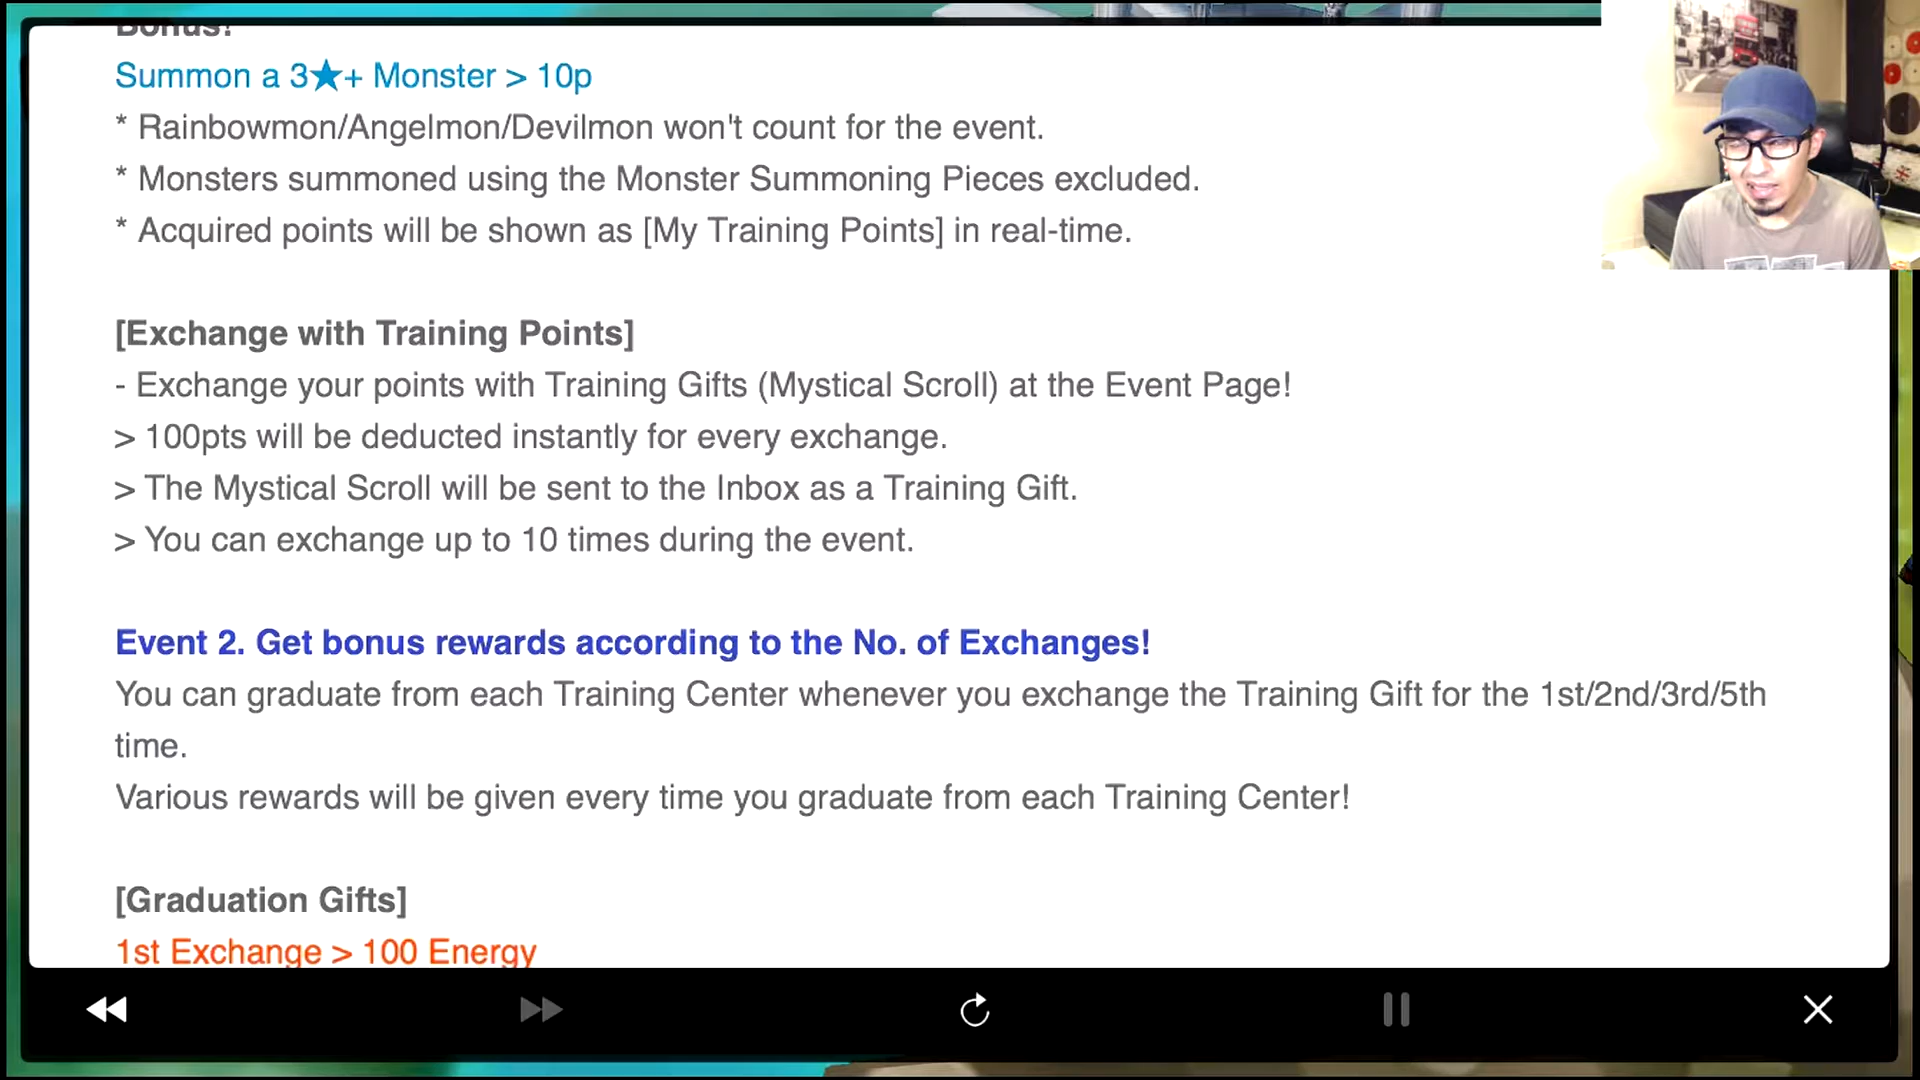 Bonus!
Summon a 3★+ Monster > 10p
* Rainbowmon/Angelmon/Devilmon won't count for the event.
* Monsters summoned using the Monster Summoning Pieces excluded.
* Acquired points will be shown as [My Training Points] in real-time.
[Exchange with Training Points]
- Exchange your points with Training Gifts (Mystical Scroll) at the Event Page!
> 100pts will be deducted instantly for every exchange.
> The Mystical Scroll will be sent to the Inbox as a Training Gift.
> You can exchange up to 10 times during the event.
Event 2. Get bonus rewards according to the No. of Exchanges!
You can graduate from each Training Center whenever you exchange the Training Gift for the 1st/2nd/3rd/5th
time.
Various rewards will be given every time you graduate from each Training Center!
[Graduation Gifts]
1st Exchange > 100 Energy